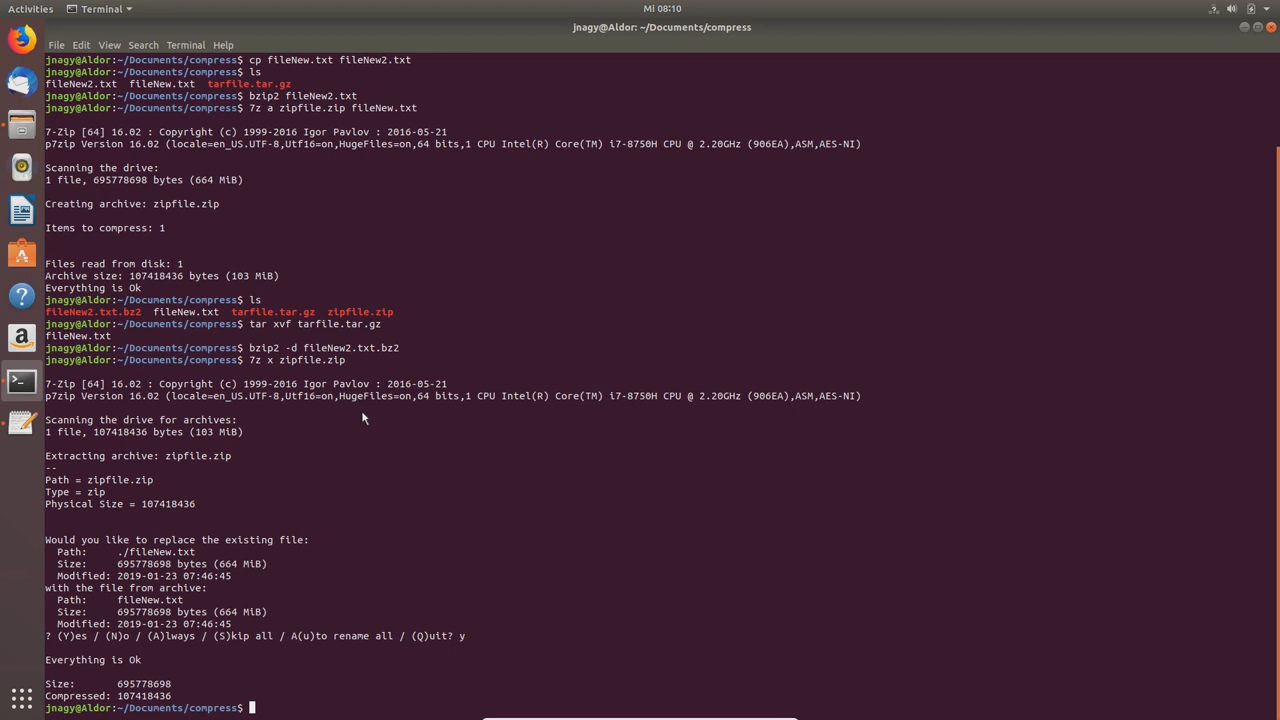 Activities
Terminal
Mi 08:10
jnagy@Aldor: ~/Documents/compress
File Edit View Search Terminal Help
jnagy@Aldor:~/Documents/compress$ cp fileNew.txt fileNew2.txt
jnagy@Aldor:~/Documents/compress$ ls
fileNew2.txt  fileNew.txt  tarfile.tar.gz
jnagy@Aldor:~/Documents/compress$ bzip2 fileNew2.txt
jnagy@Aldor:~/Documents/compress$ 7z a zipfile.zip fileNew.txt
7-Zip [64] 16.02 : Copyright (c) 1999-2016 Igor Pavlov : 2016-05-21
p7zip Version 16.02 (locale=en_US.UTF-8,Utf16=on,HugeFiles=on,64 bits,1 CPU Intel(R) Core(TM) i7-8750H CPU @ 2.20GHz (906EA),ASM,AES-NI)
Scanning the drive:
1 file, 695778698 bytes (664 MiB)
Creating archive: zipfile.zip
Items to compress: 1
Files read from disk: 1
Archive size: 107418436 bytes (103 MiB)
Everything is Ok
jnagy@Aldor:~/Documents/compress$ ls
fileNew2.txt.bz2  fileNew.txt  tarfile.tar.gz  zipfile.zip
jnagy@Aldor:~/Documents/compress$ tar xvf tarfile.tar.gz
fileNew.txt
jnagy@Aldor:~/Documents/compress$ bzip2 -d fileNew2.txt.bz2
jnagy@Aldor:~/Documents/compress$ 7z x zipfile.zip
7-Zip [64] 16.02 : Copyright (c) 1999-2016 Igor Pavlov : 2016-05-21
p7zip Version 16.02 (locale=en_US.UTF-8,Utf16=on,HugeFiles=on,64 bits,1 CPU Intel(R) Core(TM) i7-8750H CPU @ 2.20GHz (906EA),ASM,AES-NI)
Scanning the drive for archives:
1 file, 107418436 bytes (103 MiB)
Extracting archive: zipfile.zip
--
Path = zipfile.zip
Type = zip
Physical Size = 107418436
Would you like to replace the existing file:
Path:     ./fileNew.txt
Size:     695778698 bytes (664 MiB)
Modified: 2019-01-23 07:46:45
with the file from archive:
Path:     fileNew.txt
Size:     695778698 bytes (664 MiB)
Modified: 2019-01-23 07:46:45
? (Y)es / (N)o / (A)lways / (S)kip all / A(u)to rename all / (Q)uit? y
Everything is Ok
Size:       695778698
Compressed: 107418436
jnagy@Aldor:~/Documents/compress$